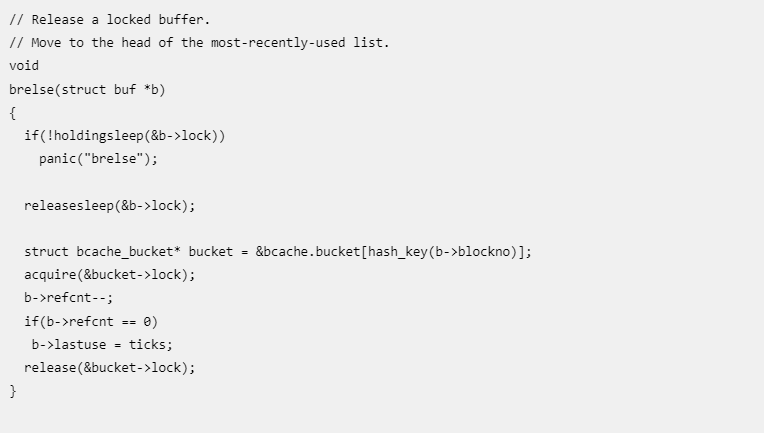 // Release a locked buffer.
// Move to the head of the most-recently-used list.
void
brelse(struct buf *b)
{
  if(!holdingsleep(&b->lock))
    panic("brelse");

  releasesleep(&b->lock);

  struct bcache_bucket* bucket = &bcache.bucket[hash_key(b->blockno)];
  acquire(&bucket->lock);
  b->refcnt--;
  if(b->refcnt == 0)
   b->lastuse = ticks;
  release(&bucket->lock);
}